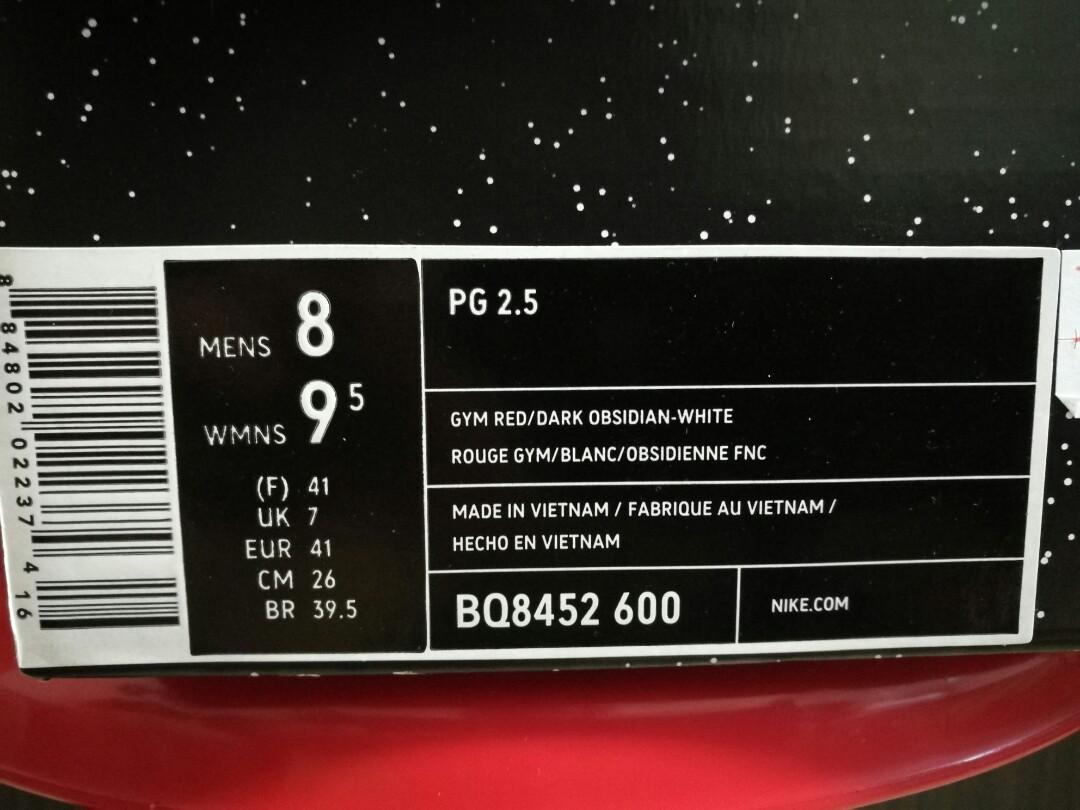 8 84802 02237 4 16
MENS 8
WMNS 9 5
(F) 41
UK 7
EUR 41
CM 26
BR 39.5
PG 2.5
GYM RED/DARK OBSIDIAN-WHITE
ROUGE GYM/BLANC/OBSIDIENNE FNC
MADE IN VIETNAM / FABRIQUE AU VIETNAM /
HECHO EN VIETNAM
BQ8452 600
NIKE.COM